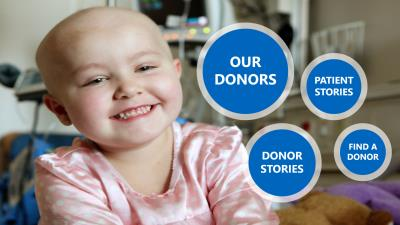 OUR
DONORS
PATIENT
STORIES
DONOR
STORIES
FIND A
DONOR